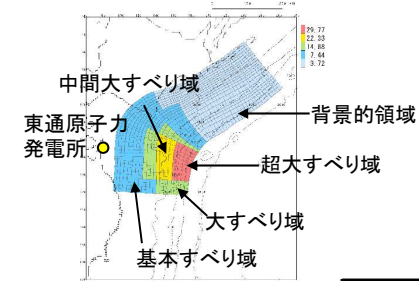 29.77
22.33
14.88
7.44
3.72
中間大すべり域
東通原子力
発電所
背景的領域
超大すべり域
大すべり域
基本すべり域